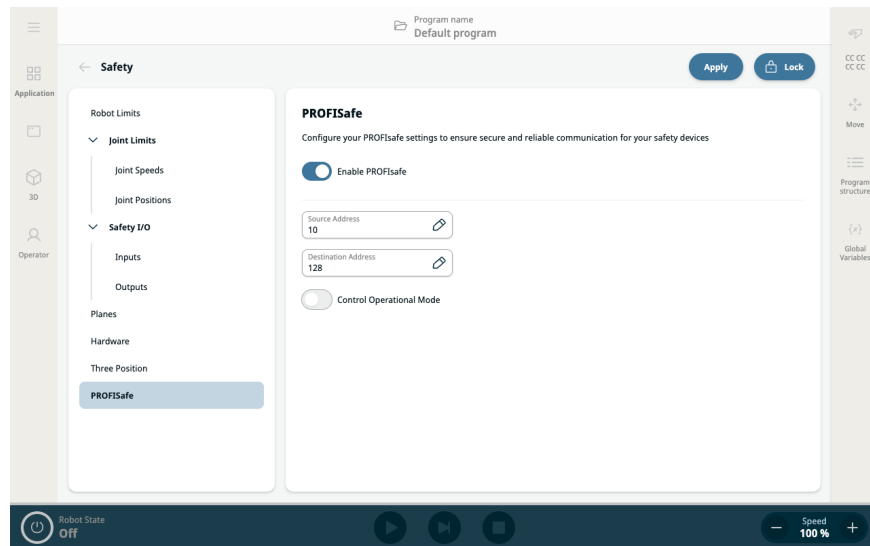 Program name
Default program
Safety
Apply
Lock
CC CC
CC CC
Application
Move
3D
Program
structure
Operator
{x}
Global
Variables
Robot Limits
Joint Limits
Joint Speeds
Joint Positions
Safety I/O
Inputs
Outputs
Planes
Hardware
Three Position
PROFISafe
PROFISafe
Configure your PROFIsafe settings to ensure secure and reliable communication for your safety devices
Enable PROFIsafe
Source Address
10
Destination Address
128
Control Operational Mode
Robot State
Off
Speed
100 %